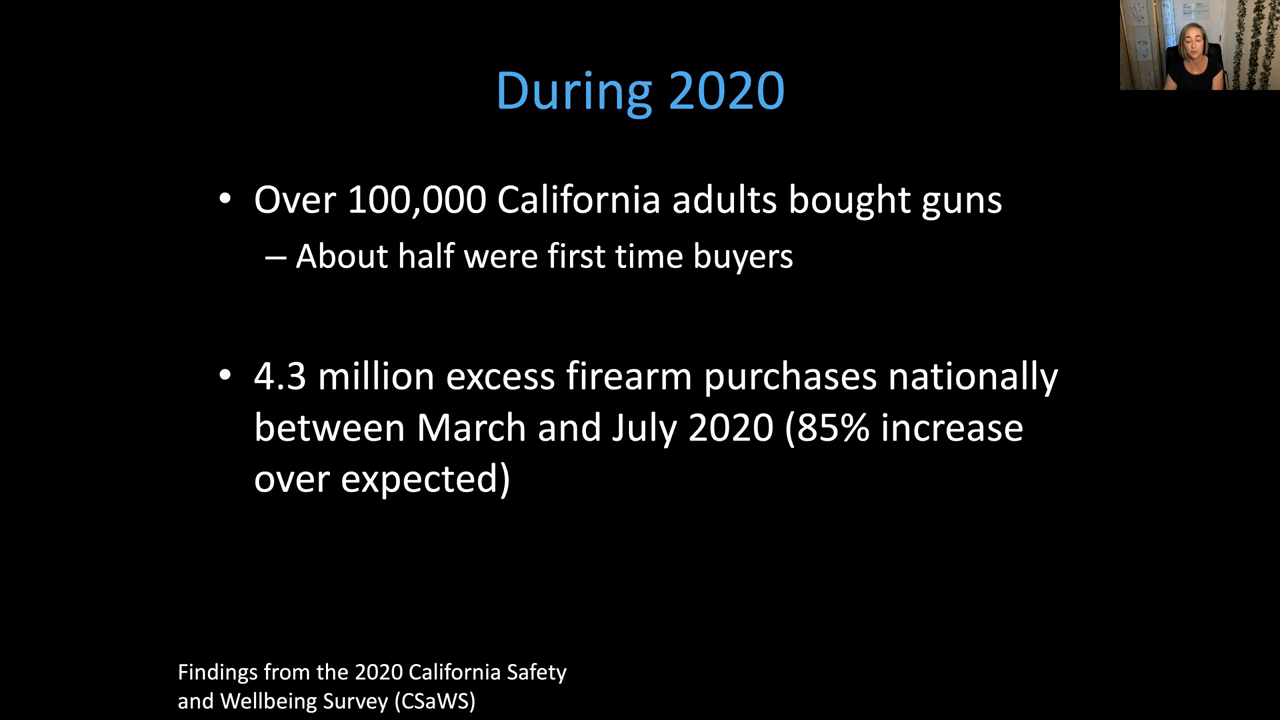 During 2020
• Over 100,000 California adults bought guns
– About half were first time buyers
• 4.3 million excess firearm purchases nationally
between March and July 2020 (85% increase
over expected)
Findings from the 2020 California Safety
and Wellbeing Survey (CSaWS)